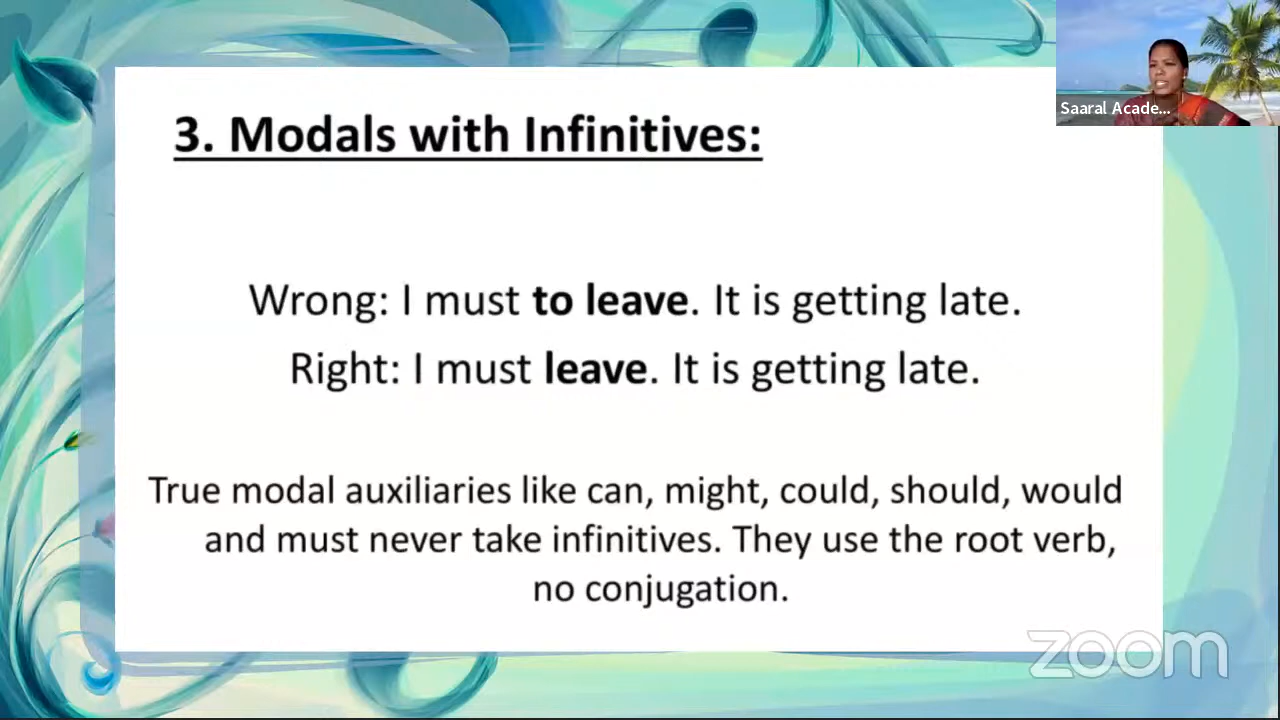 3. Modals with Infinitives:
Saaral Acade...
Wrong: I must to leave. It is getting late.
Right: I must leave. It is getting late.
True modal auxiliaries like can, might, could, should, would
and must never take infinitives. They use the root verb,
no conjugation.
zoom